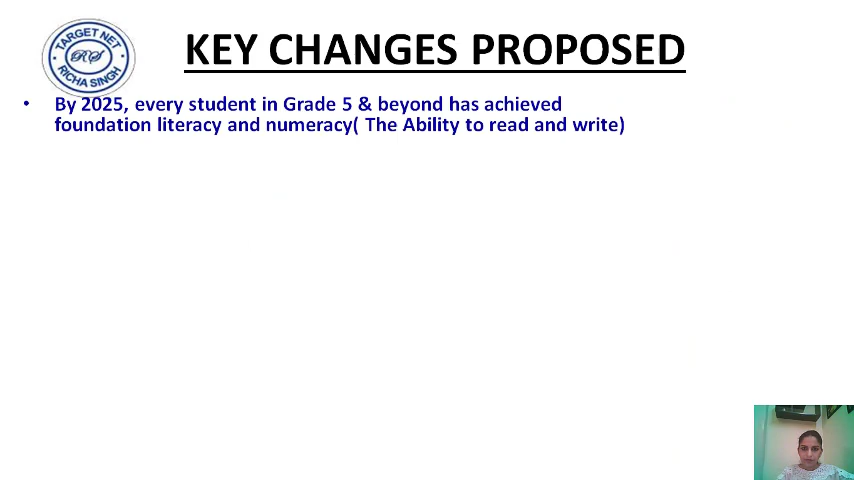 TARGET NET
RS
RICHA SINGH
KEY CHANGES PROPOSED
• By 2025, every student in Grade 5 & beyond has achieved
foundation literacy and numeracy( The Ability to read and write)